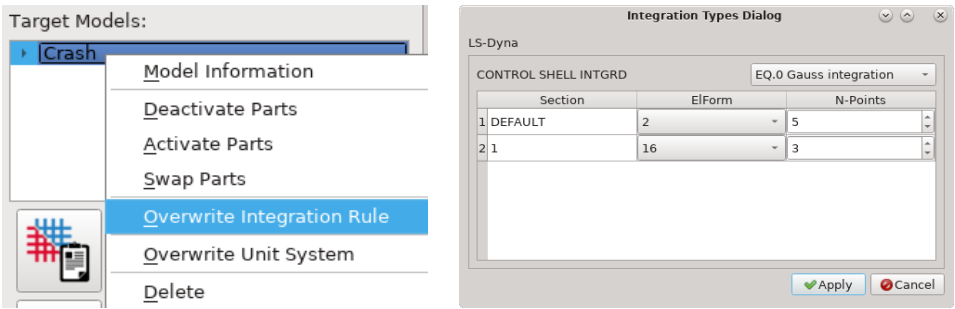 Target Models:
Crash
Model Information
Deactivate Parts
Activate Parts
Swap Parts
Overwrite Integration Rule
Overwrite Unit System
Delete
Integration Types Dialog
LS-Dyna
CONTROL SHELL INTGRD EQ.0 Gauss integration
Section ElForm N-Points
1 DEFAULT 2 5
2 1 16 3
Apply Cancel